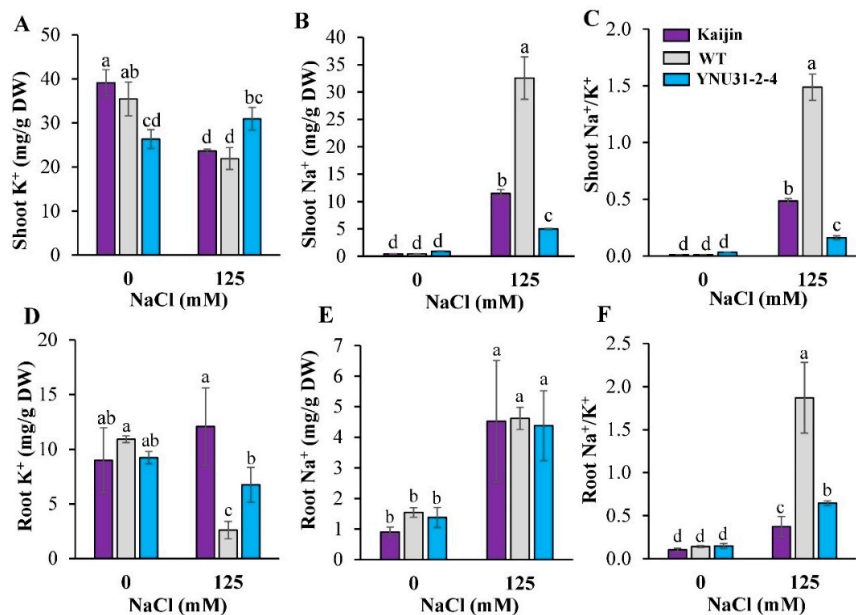 A
Shoot K⁺ (mg/g DW)
50
40
30
20
10
0
a ab cd d d bc
0 125
NaCl (mM)
B
Shoot Na⁺ (mg/g DW)
40
35
30
25
20
15
10
5
0
d d d b a c
0 125
NaCl (mM)
C
Shoot Na⁺/K⁺
2.0
1.5
1.0
0.5
0.0
Kaijin
WT
YNU31-2-4
d d d b a c
0 125
NaCl (mM)
D
Root K⁺ (mg/g DW)
20
15
10
5
0
ab a ab a c b
0 125
NaCl (mM)
E
Root Na⁺ (mg/g DW)
7
6
5
4
3
2
1
0
b b b a a a
0 125
NaCl (mM)
F
Root Na⁺/K⁺
2.5
2.0
1.5
1.0
0.5
0.0
d d d c a b
0 125
NaCl (mM)